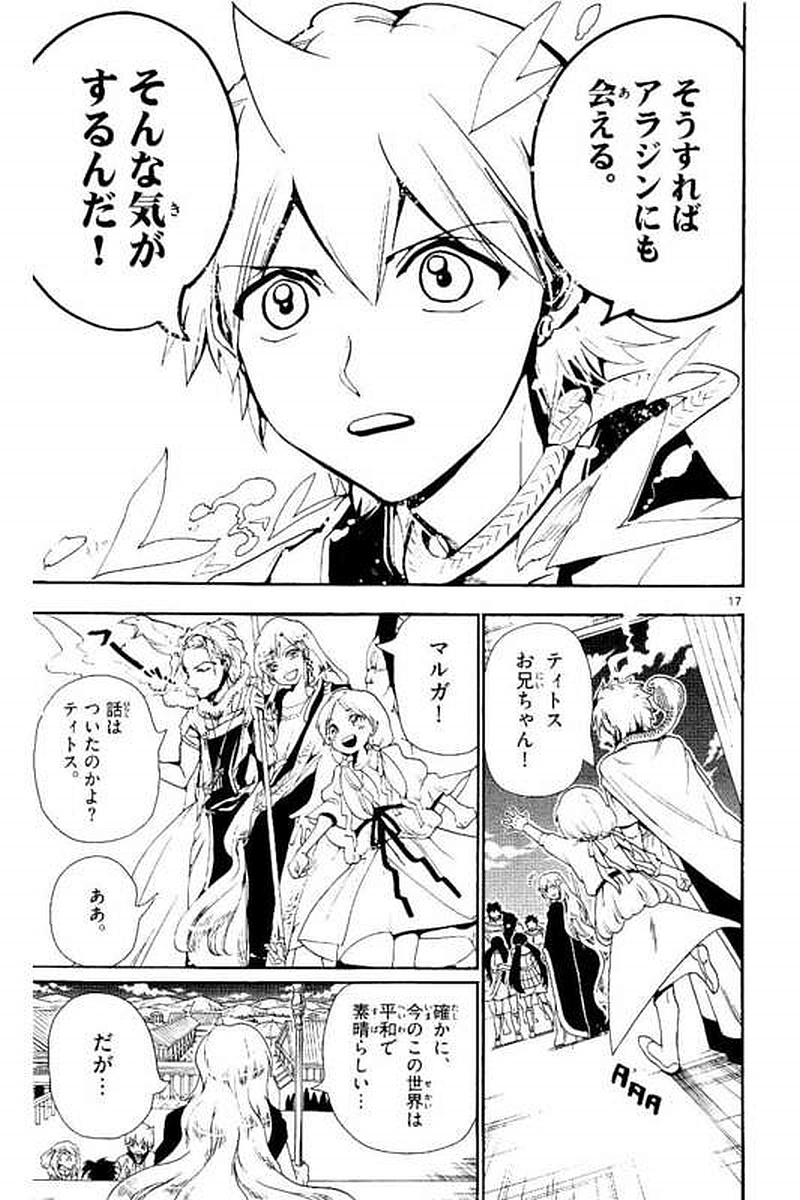 そうすれば
アラジンにも
会える。
そんな気が
するんだ！
17
ティトス
お兄ちゃん！
マルガ！
話は
ついたのかよ？
ティトス。
ああ。
確かに、
今のこの世界は
平和で
素晴らしい…
だが…